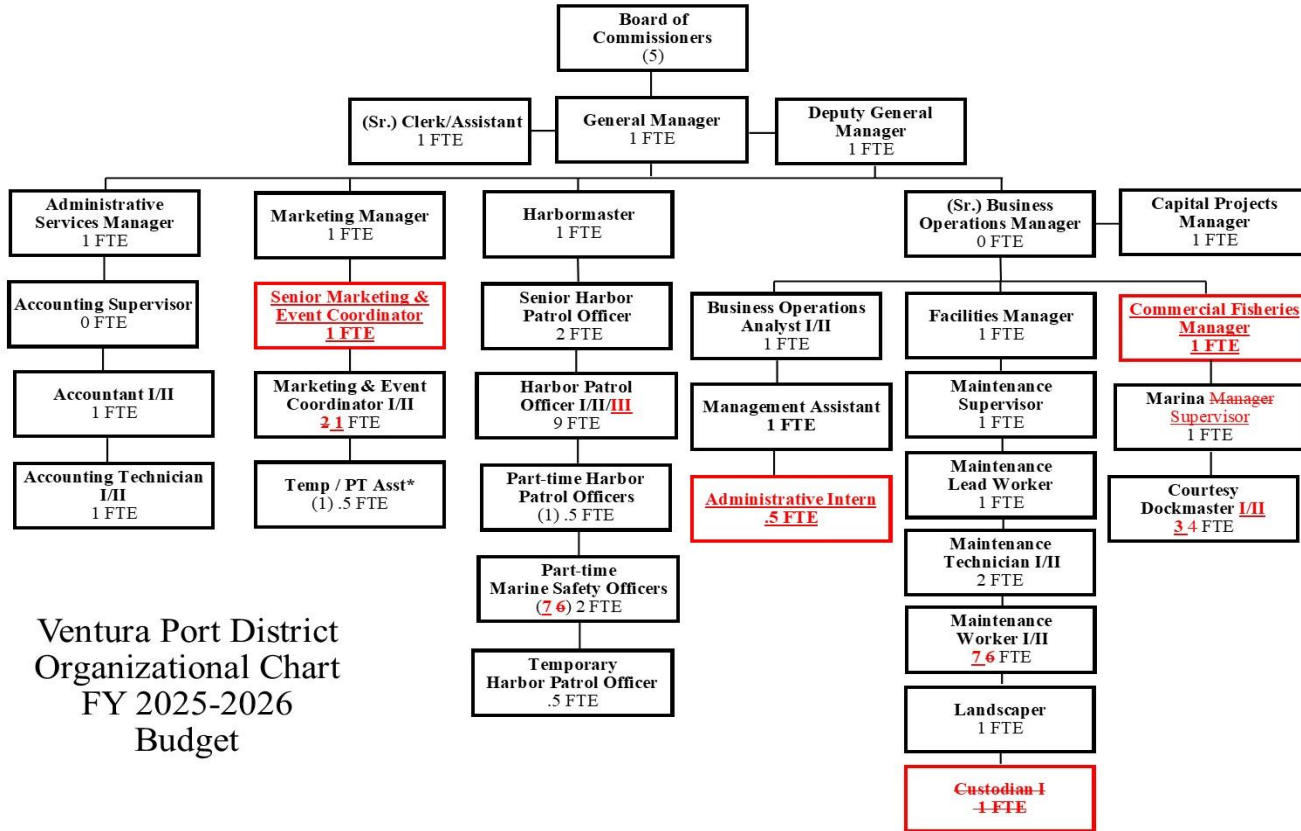 Board of
Commissioners
(5)
(Sr.) Clerk/Assistant
1 FTE
General Manager
1 FTE
Deputy General
Manager
1 FTE
Administrative
Services Manager
1 FTE
Marketing Manager
1 FTE
Harbormaster
1 FTE
(Sr.) Business
Operations Manager
0 FTE
Capital Projects
Manager
1 FTE
Accounting Supervisor
0 FTE
Senior Marketing &
Event Coordinator
1 FTE
Senior Harbor
Patrol Officer
2 FTE
Business Operations
Analyst I/II
1 FTE
Facilities Manager
1 FTE
Commercial Fisheries
Manager
1 FTE
Accountant I/II
1 FTE
Marketing & Event
Coordinator I/II
2 1 FTE
Harbor Patrol
Officer I/II/III
9 FTE
Management Assistant
1 FTE
Maintenance
Supervisor
1 FTE
Marina Manager
Supervisor
1 FTE
Accounting Technician
I/II
1 FTE
Temp / PT Asst*
(1) .5 FTE
Part-time Harbor
Patrol Officers
(1) .5 FTE
Administrative Intern
.5 FTE
Maintenance
Lead Worker
1 FTE
Courtesy
Dockmaster I/II
3 4 FTE
Part-time
Marine Safety Officers
(7 6) 2 FTE
Maintenance
Technician I/II
2 FTE
Temporary
Harbor Patrol Officer
.5 FTE
Maintenance
Worker I/II
7 6 FTE
Landscaper
1 FTE
Custodian I
1 FTE
Ventura Port District
Organizational Chart
FY 2025-2026
Budget